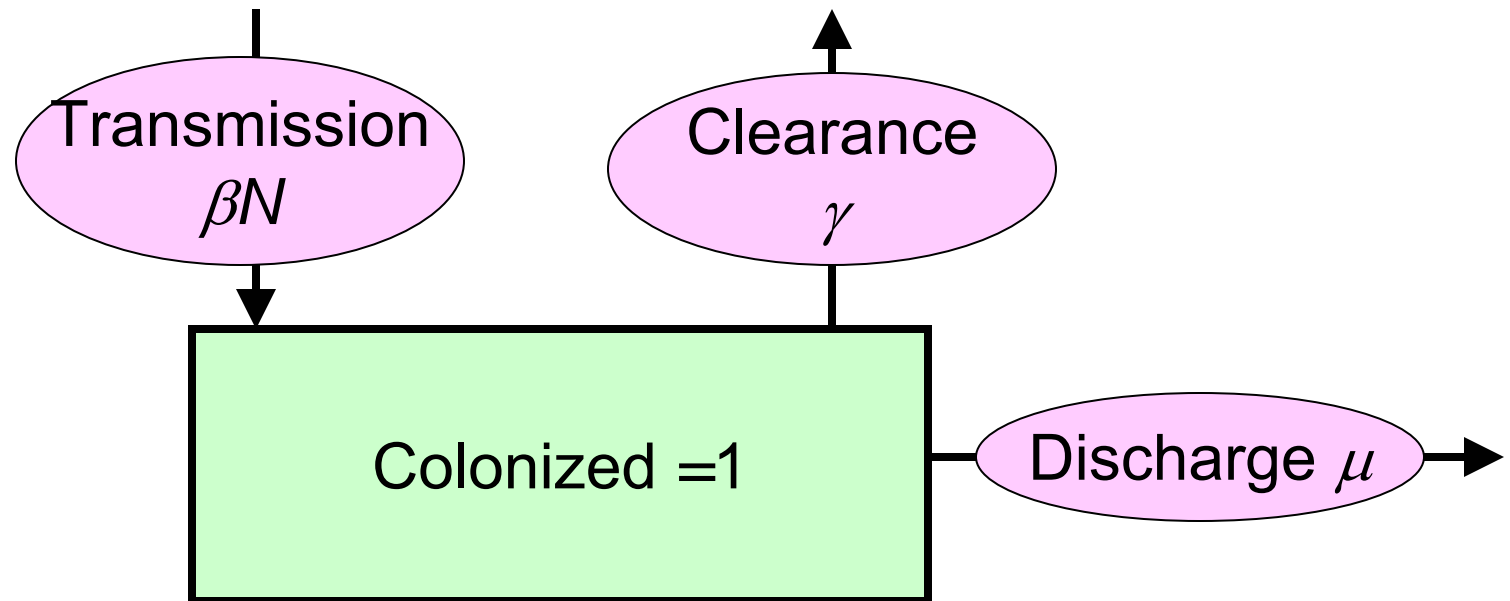 Transmission
βN
Clearance
γ
Colonized =1
Discharge μ